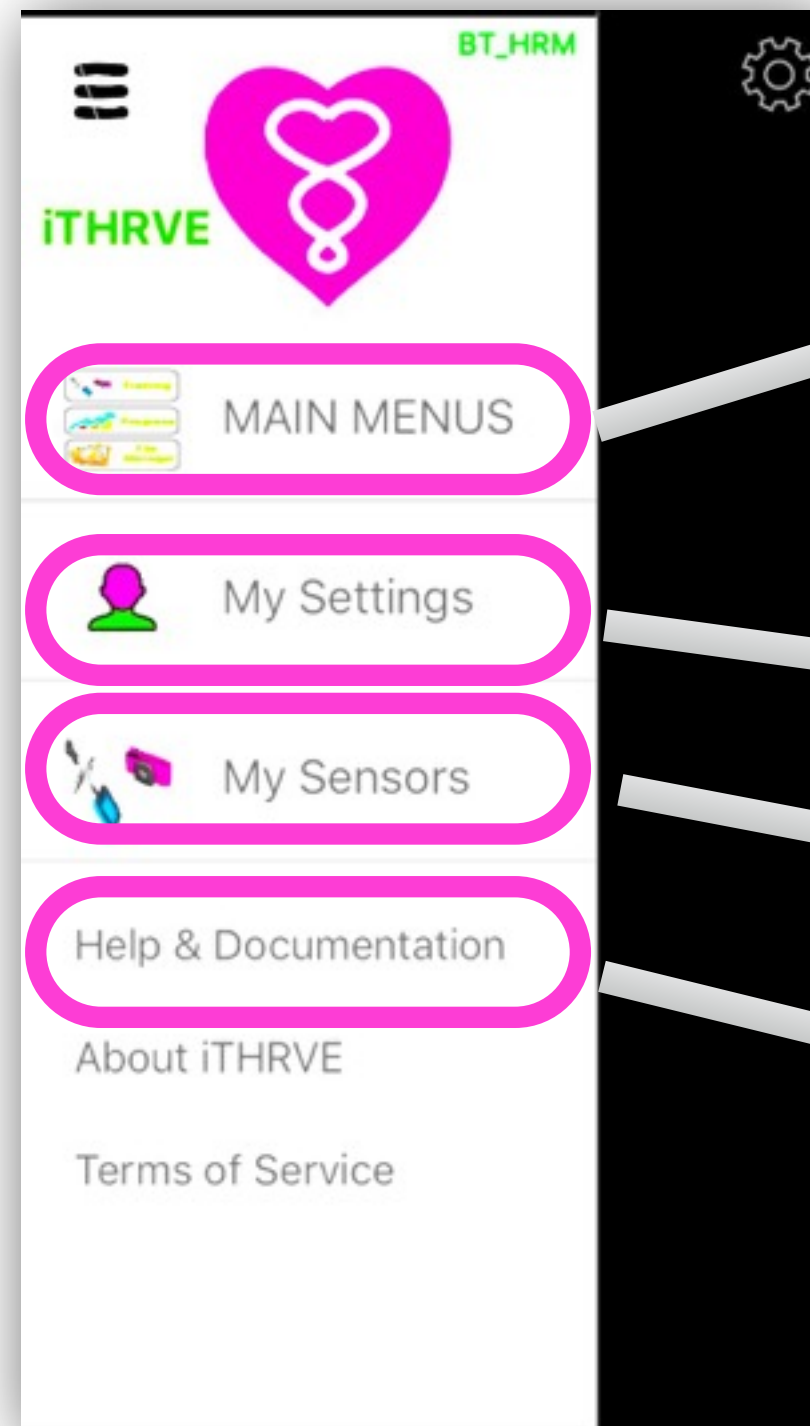 BT_HRM
iTHRVE
MAIN MENUS
My Settings
My Sensors
Help & Documentation
About iTHRVE
Terms of Service